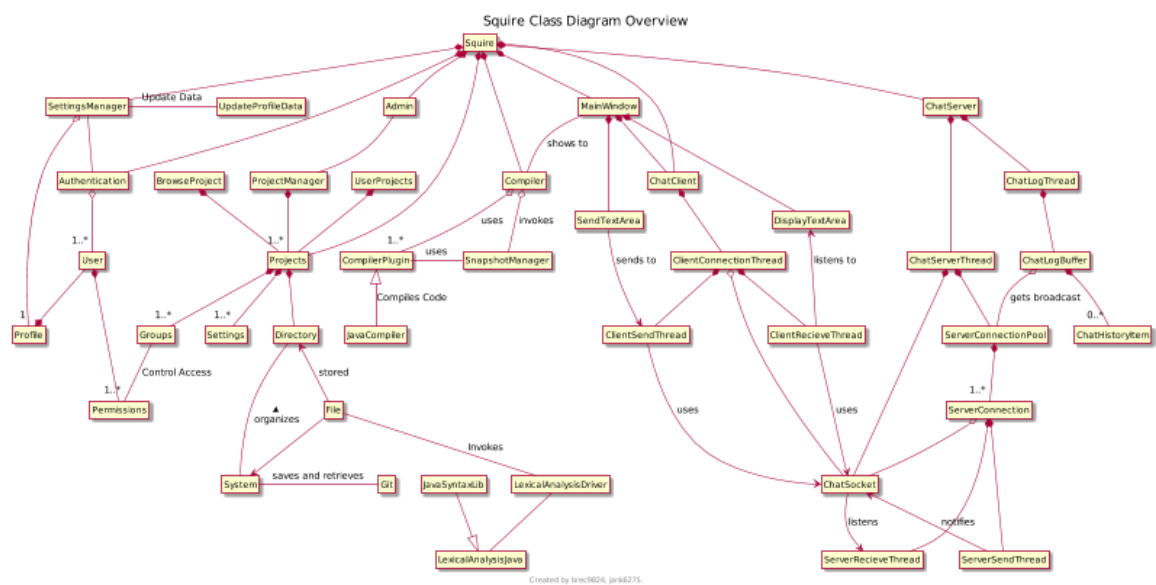 Squire Class Diagram Overview
Squire
SettingsManager
Update Data
UpdateProfileData
Admin
MainWindow
ChatServer
shows to
Authentication
BrowseProject
ProjectManager
UserProjects
Compiler
ChatClient
ChatLogThread
uses
invokes
SendTextArea
DisplayTextArea
1..*
1..*
1..*
uses
User
Projects
CompilerPlugin
SnapshotManager
sends to
ClientConnectionThread
listens to
ChatServerThread
ChatLogBuffer
Compiles Code
gets broadcast
1
1..*
1..*
0..*
Profile
Groups
Settings
Directory
JavaCompiler
ClientSendThread
ClientRecieveThread
ServerConnectionPool
ChatHistoryItem
Control Access
stored
1..*
1..*
Permissions
organizes
File
uses
uses
ServerConnection
Invokes
saves and retrieves
System
Git
JavaSyntaxLib
LexicalAnalysisDriver
ChatSocket
listens
notifies
LexicalAnalysisJava
ServerRecieveThread
ServerSendThread
Created by brec9824, jank6275.